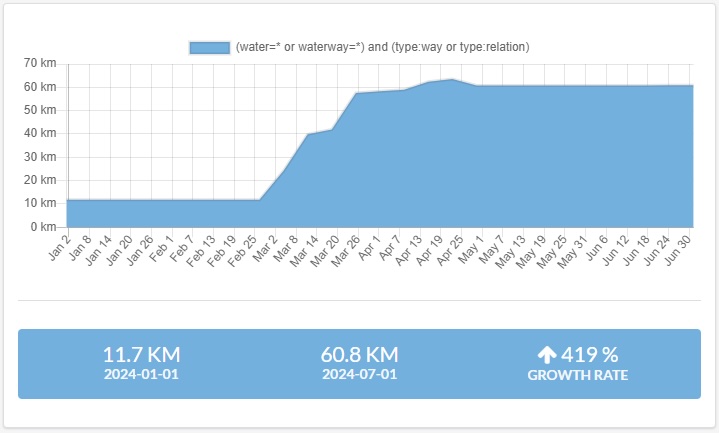 (water=* or waterway=*) and (type:way or type:relation)
70 km
60 km
50 km
40 km
30 km
20 km
10 km
0 km
Jan 2
Jan 8
Jan 14
Jan 20
Jan 26
Feb 1
Feb 7
Feb 13
Feb 19
Feb 25
Mar 2
Mar 8
Mar 14
Mar 20
Mar 26
Apr 1
Apr 7
Apr 13
Apr 19
Apr 25
May 1
May 7
May 13
May 19
May 25
May 31
Jun 6
Jun 12
Jun 18
Jun 24
Jun 30
11.7 KM
2024-01-01
60.8 KM
2024-07-01
419 %
GROWTH RATE